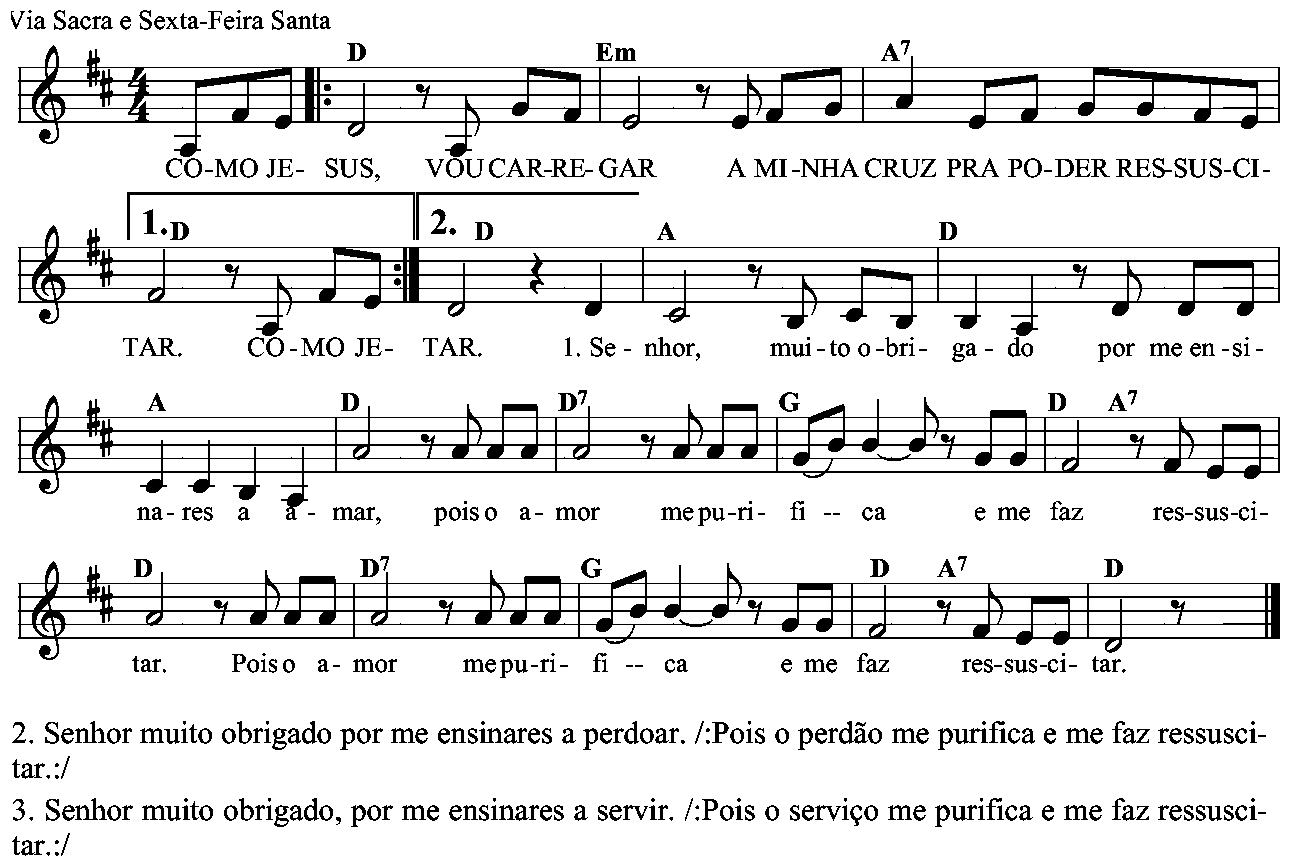 Via Sacra e Sexta-Feira Santa
D Em A7
CO-MO JE- SUS, VOU CAR-RE- GAR A MI-NHA CRUZ PRA PO-DER RES-SUS-CI-
1. D 2. D A D
TAR. CO-MO JE- TAR. 1. Se- nhor, mui-to o-bri- ga- do por me en-si-
A D D7 G D A7
na- res a a- mar, pois o a- mor me pu-ri- fi -- ca e me faz res-sus-ci-
D D7 G D A7 D
tar. Pois o a- mor me pu-ri- fi -- ca e me faz res-sus-ci- tar.
2. Senhor muito obrigado por me ensinares a perdoar. /:Pois o perdão me purifica e me faz ressusci-
tar.:/
3. Senhor muito obrigado, por me ensinares a servir. /:Pois o serviço me purifica e me faz ressusci-
tar.:/